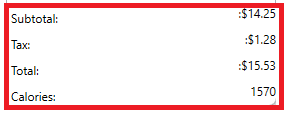 Subtotal: :$14.25
Tax: :$1.28
Total: :$15.53
Calories: 1570